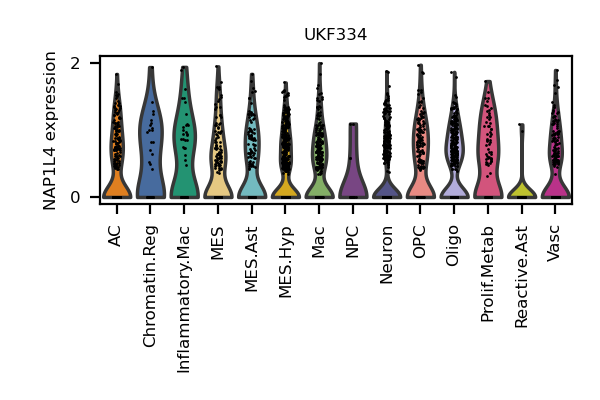 UKF334
NAP1L4 expression
2
0
AC
Chromatin.Reg
Inflammatory.Mac
MES
MES.Ast
MES.Hyp
Mac
NPC
Neuron
OPC
Oligo
Prolif.Metab
Reactive.Ast
Vasc